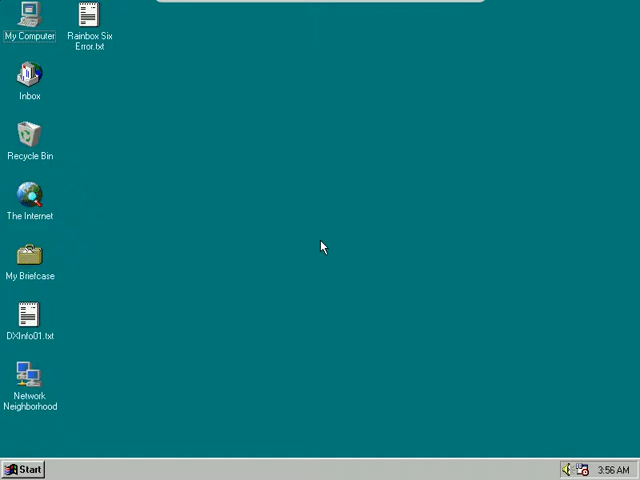 My Computer
Rainbox Six
Error.txt
Inbox
Recycle Bin
The Internet
My Briefcase
DXInfo01.txt
Network
Neighborhood
Start
3:56 AM